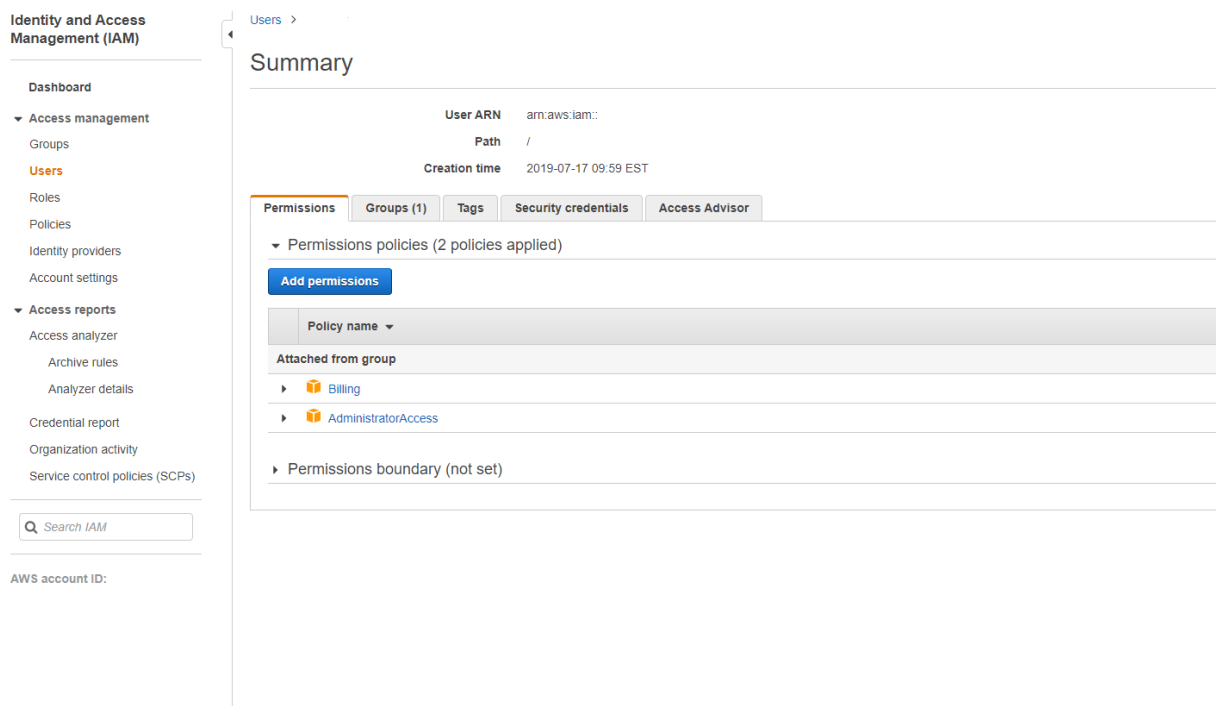 Identity and Access
Management (IAM)
Dashboard
Access management
Groups
Users
Roles
Policies
Identity providers
Account settings
Access reports
Access analyzer
Archive rules
Analyzer details
Credential report
Organization activity
Service control policies (SCPs)
Search IAM
AWS account ID:
Users >
Summary
User ARN arn:aws:iam::
Path /
Creation time 2019-07-17 09:59 EST
Permissions Groups (1) Tags Security credentials Access Advisor
Permissions policies (2 policies applied)
Add permissions
Policy name
Attached from group
Billing
AdministratorAccess
Permissions boundary (not set)